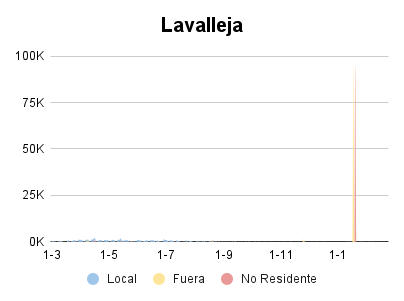 Lavalleja
100K
75K
50K
25K
0K
1-3 1-5 1-7 1-9 1-11 1-1
Local Fuera No Residente